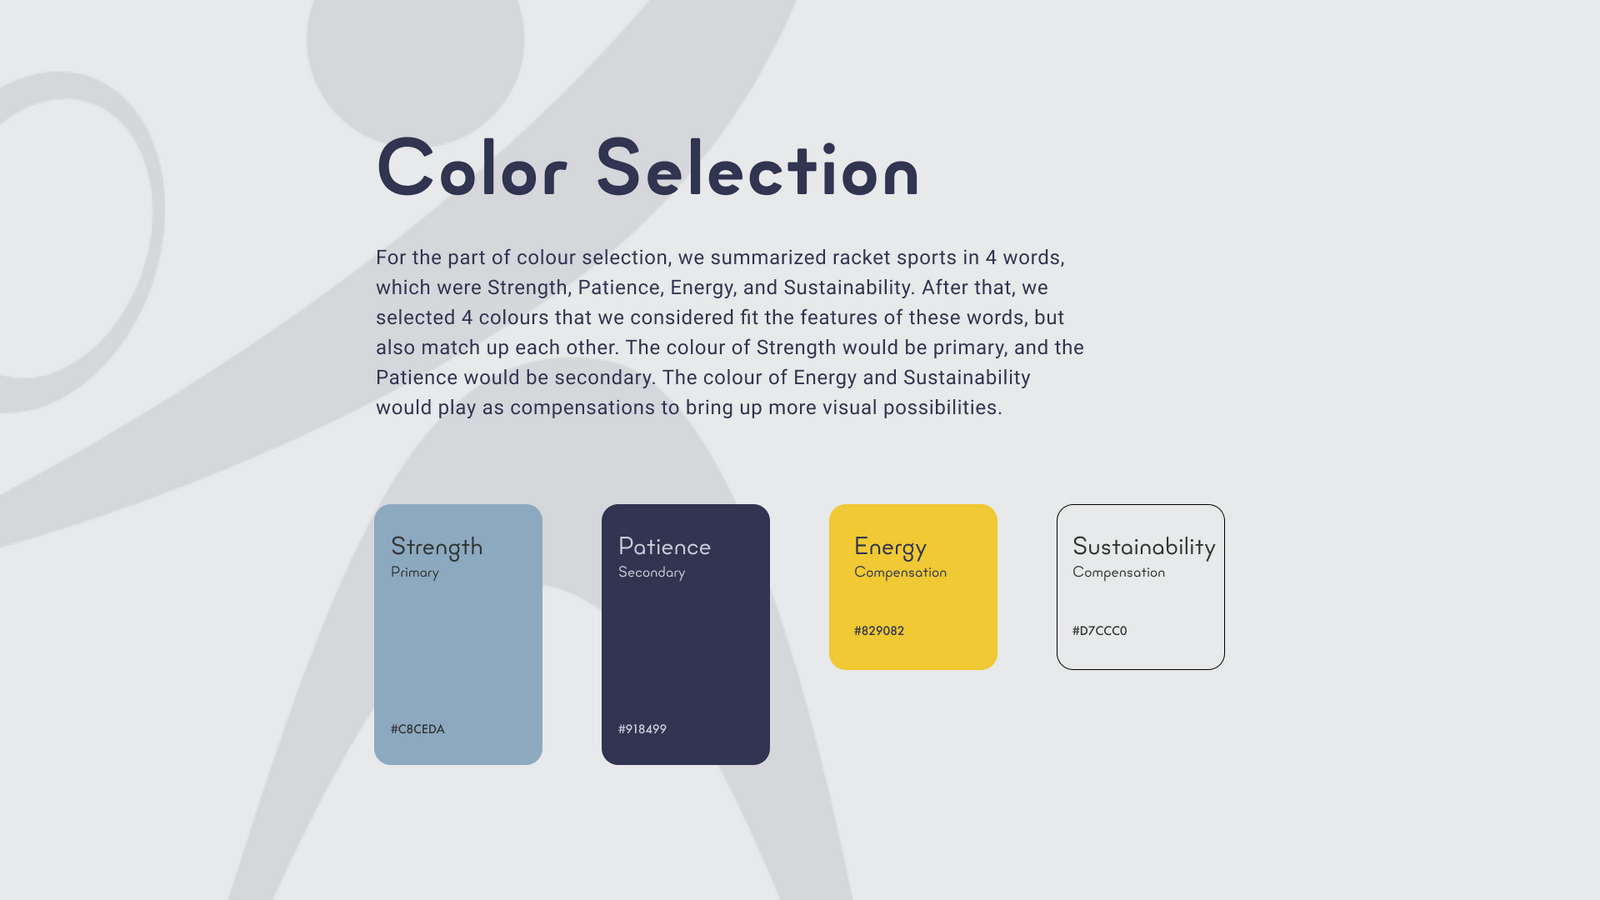 Color Selection
For the part of colour selection, we summarized racket sports in 4 words,
which were Strength, Patience, Energy, and Sustainability. After that, we
selected 4 colours that we considered fit the features of these words, but
also match up each other. The colour of Strength would be primary, and the
Patience would be secondary. The colour of Energy and Sustainability
would play as compensations to bring up more visual possibilities.
Strength
Primary
#C8CEDA
Patience
Secondary
#918499
Energy
Compensation
#829082
Sustainability
Compensation
#D7CCC0